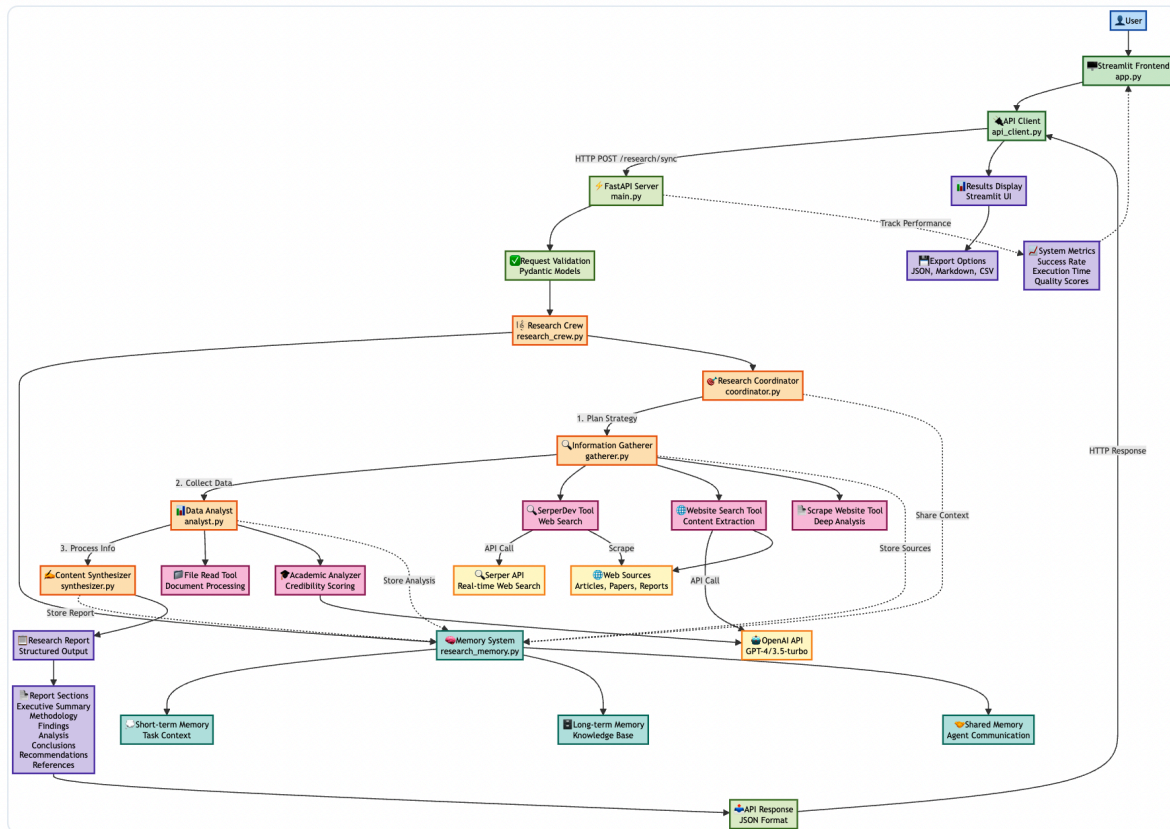 User
Streamlit Frontend
app.py
API Client
api_client.py
HTTP POST /research/sync
FastAPI Server
main.py
Results Display
Streamlit UI
Track Performance
Request Validation
Pydantic Models
Export Options
JSON, Markdown, CSV
System Metrics
Success Rate
Execution Time
Quality Scores
Research Crew
research_crew.py
Research Coordinator
coordinator.py
1. Plan Strategy
Information Gatherer
gatherer.py
HTTP Response
2. Collect Data
Data Analyst
analyst.py
SerperDev Tool
Web Search
Website Search Tool
Content Extraction
Scrape Website Tool
Deep Analysis
Share Context
3. Process Info
API Call
Scrape
Store Sources
Content Synthesizer
synthesizer.py
File Read Tool
Document Processing
Academic Analyzer
Credibility Scoring
Store Analysis
Serper API
Real-time Web Search
Web Sources
Articles, Papers, Reports
API Call
Store Report
Research Report
Structured Output
Memory System
research_memory.py
OpenAI API
GPT-4/3.5-turbo
Report Sections
Executive Summary
Methodology
Findings
Analysis
Conclusions
Recommendations
References
Short-term Memory
Task Context
Long-term Memory
Knowledge Base
Shared Memory
Agent Communication
API Response
JSON Format